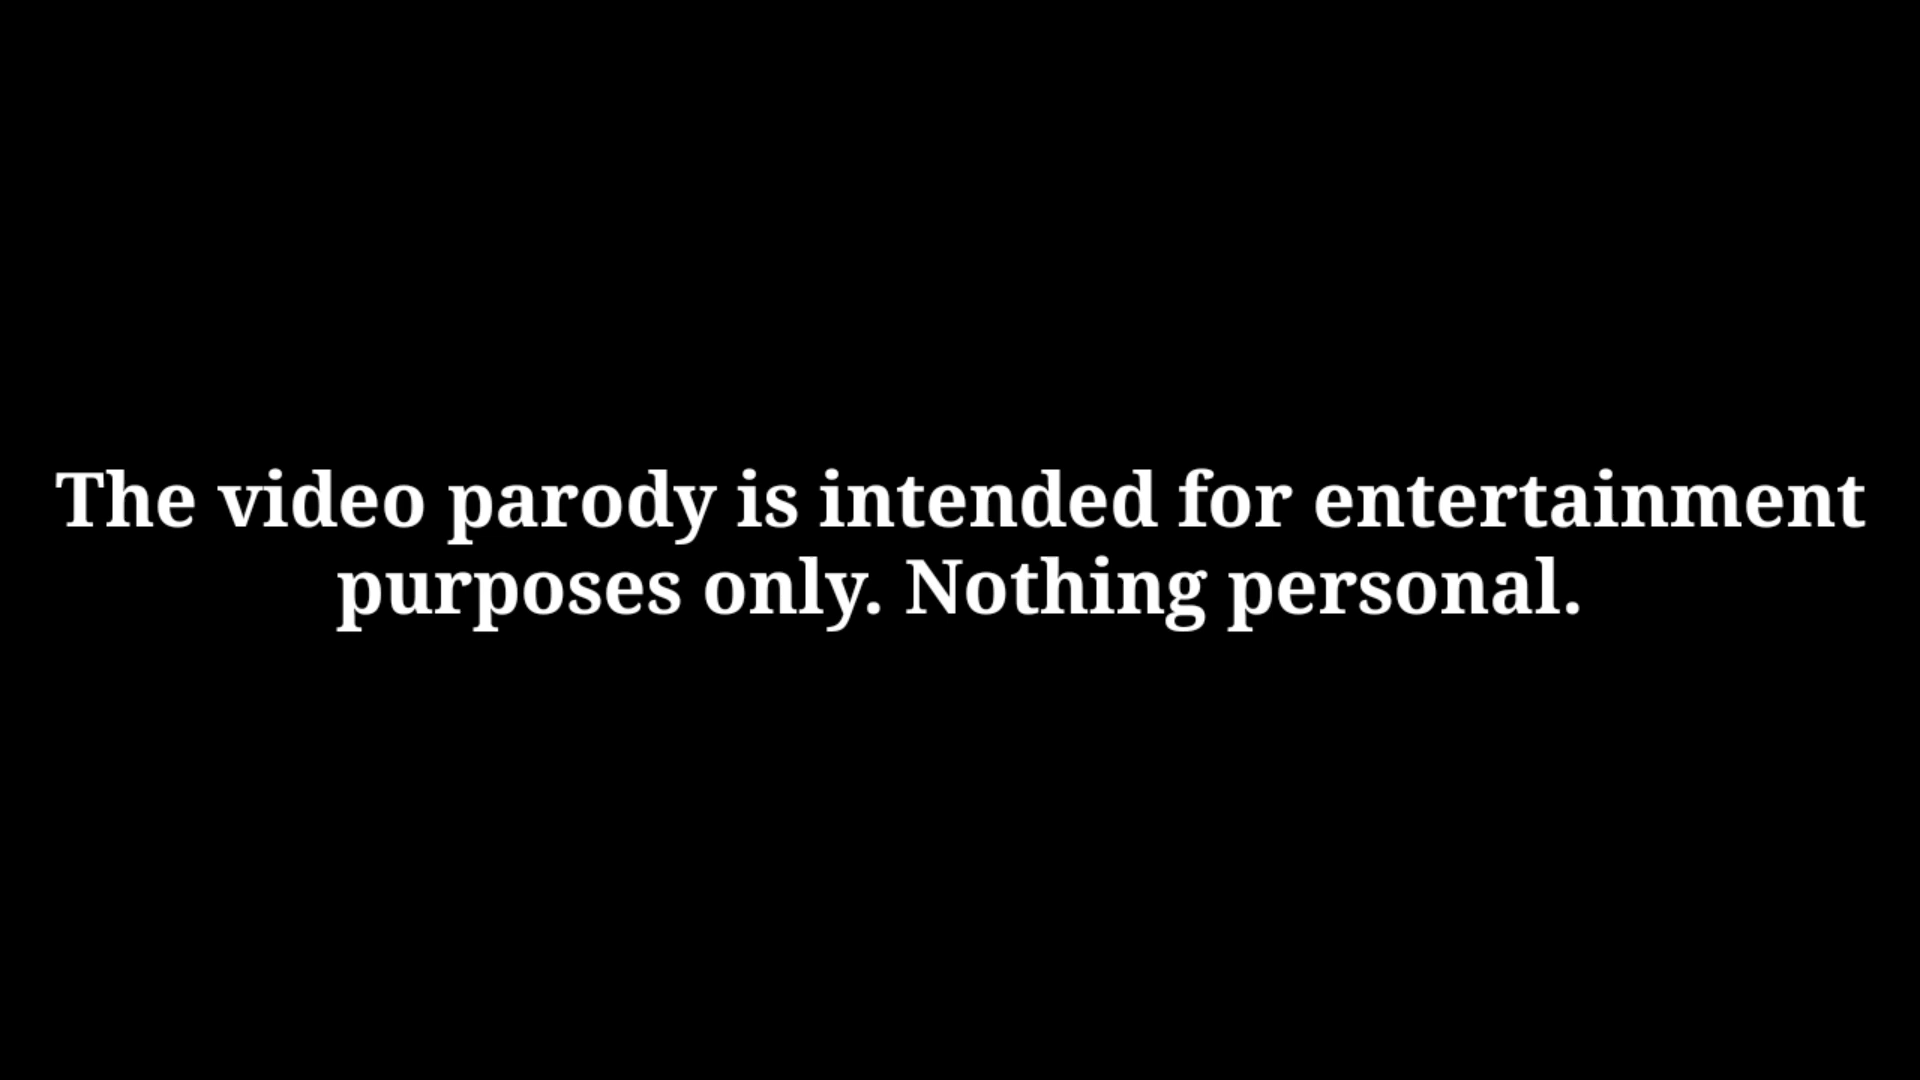 The video parody is intended for entertainment
purposes only. Nothing personal.